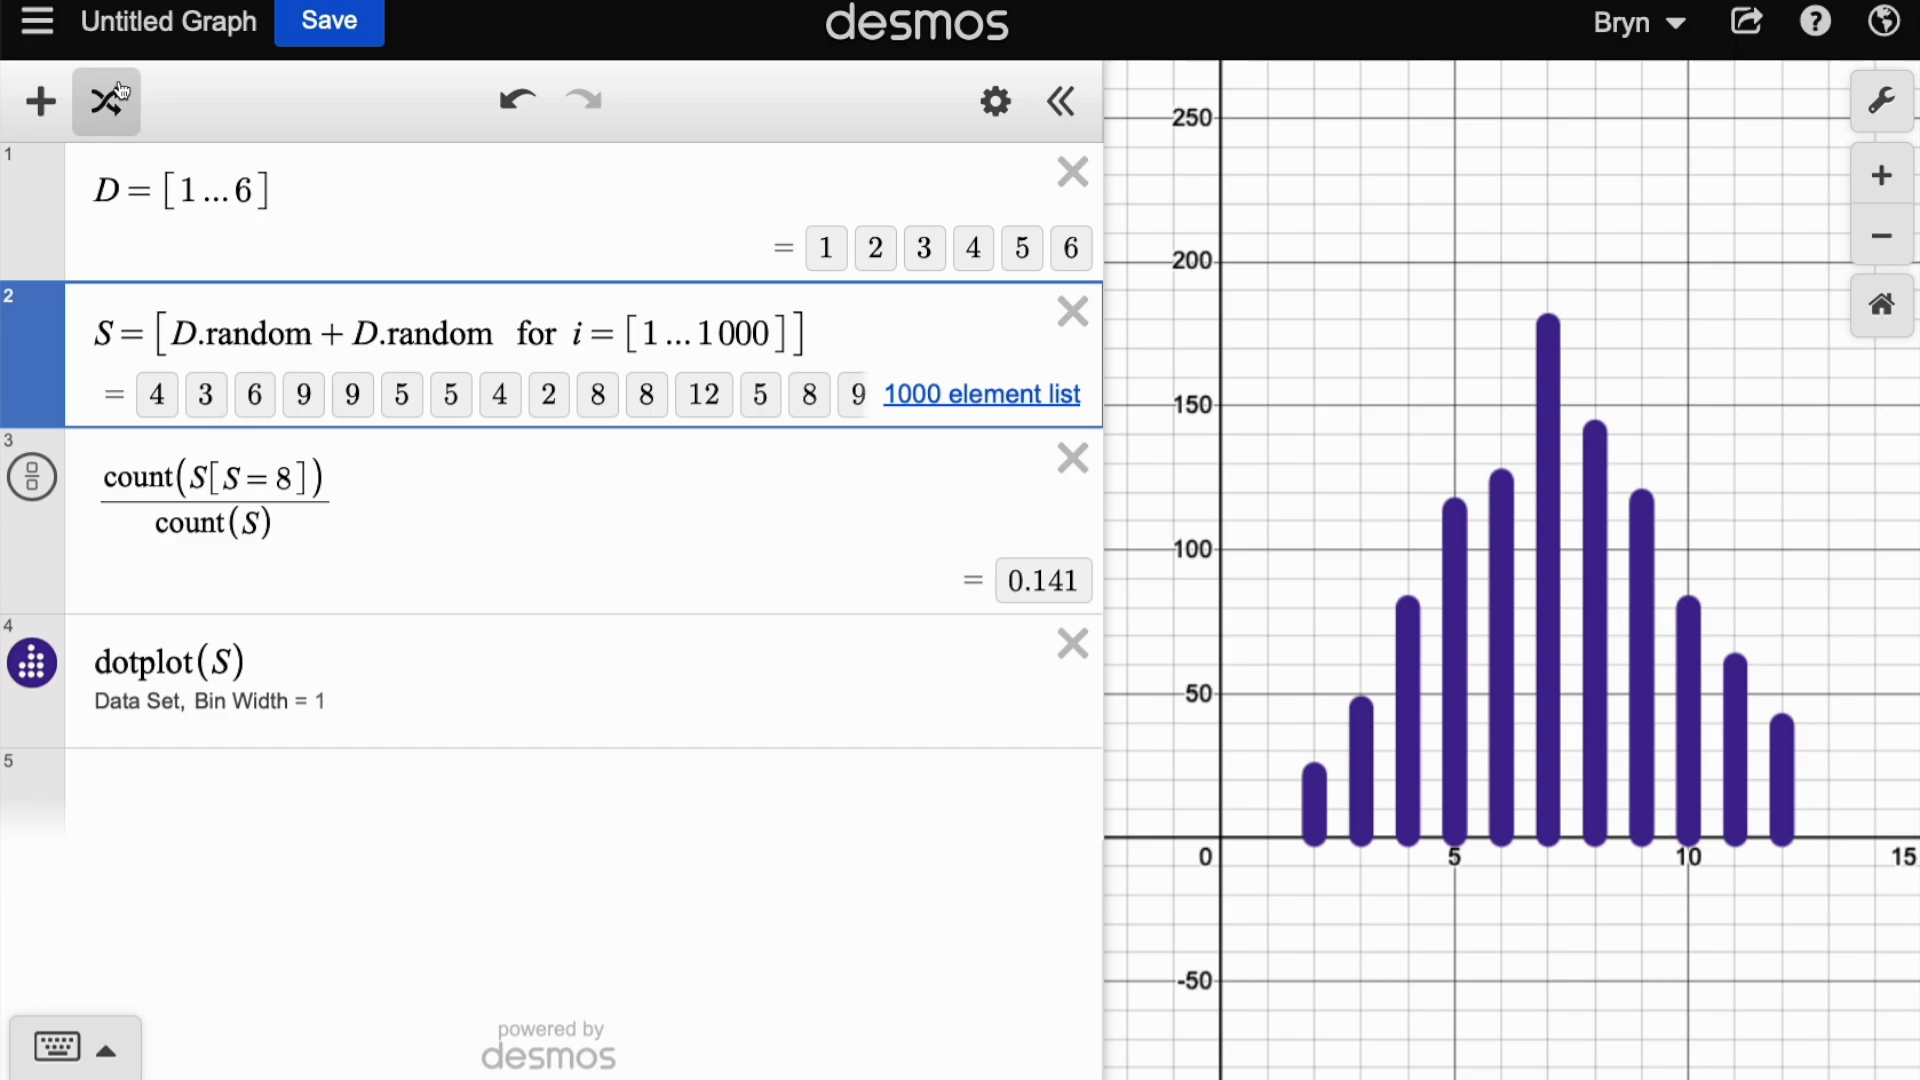 Untitled Graph Save desmos Bryn
1
D = [1...6]
= 1 2 3 4 5 6
2
S = [D.random + D.random for i = [1...1000]]
= 4 3 6 9 9 5 5 4 2 8 8 12 5 8 9 1000 element list
3
count(S[S = 8])
count(S)
= 0.141
4
dotplot(S)
Data Set, Bin Width = 1
5
powered by
desmos
250
200
150
100
50
0 5 10 15
-50